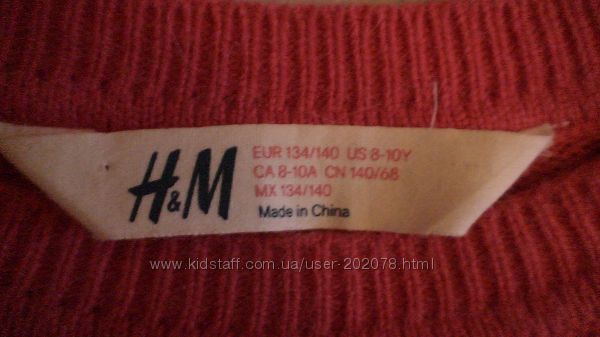 H&M
EUR 134/140 US 8-10Y
CA 8-10A CN 140/68
MX 134/140
Made in China
www.kidstaff.com.ua/user-202078.html